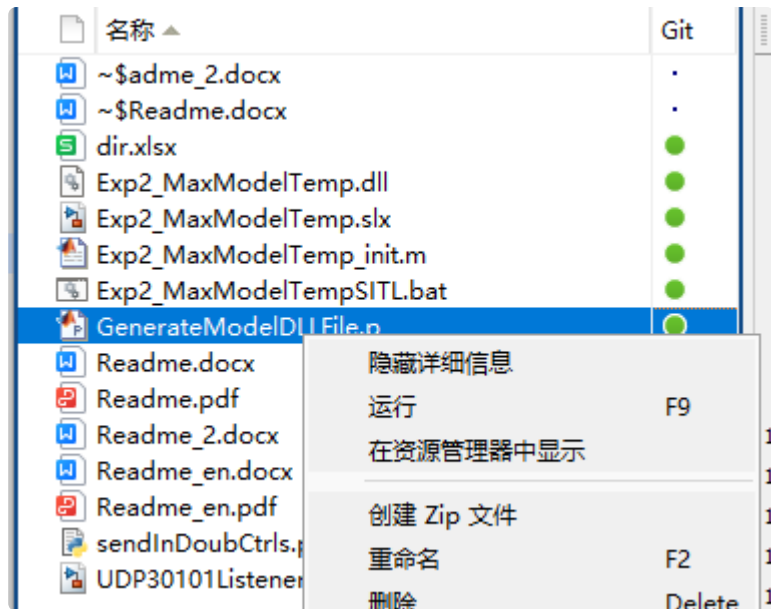 名称 Git
~$adme_2.docx
~$Readme.docx
dir.xlsx
Exp2_MaxModelTemp.dll
Exp2_MaxModelTemp.slx
Exp2_MaxModelTemp_init.m
Exp2_MaxModelTempSITL.bat
GenerateModelDLLFile.p
隐藏详细信息
Readme.docx
Readme.pdf
运行 F9
Readme_2.docx
在资源管理器中显示
Readme_en.docx
Readme_en.pdf
创建 Zip 文件
sendInDoubCtrls.p
重命名 F2
UDP30101Listener
删除 Delete